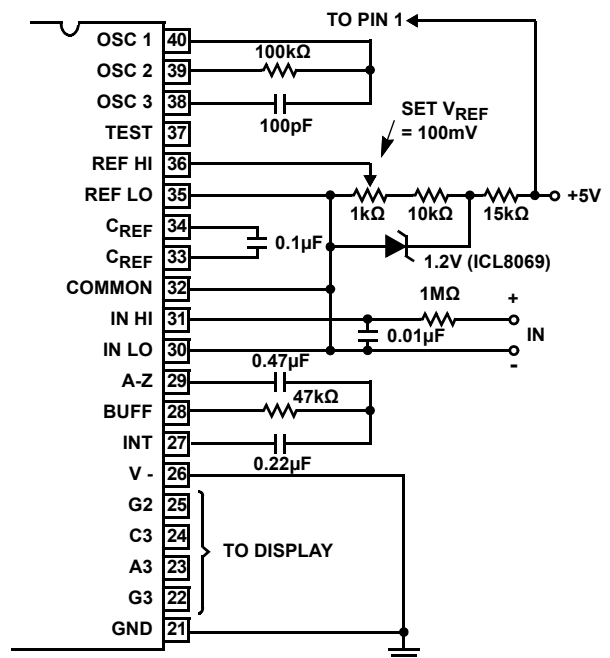 TO PIN 1
OSC 1 40
100kΩ
OSC 2 39
OSC 3 38
100pF
SET VREF
= 100mV
TEST 37
REF HI 36
REF LO 35
1kΩ 10kΩ 15kΩ
+5V
CREF 34
0.1µF
CREF 33
1.2V (ICL8069)
COMMON 32
1MΩ
+
IN HI 31
0.01µF
IN
IN LO 30
-
0.47µF
A-Z 29
47kΩ
BUFF 28
INT 27
0.22µF
V - 26
G2 25
C3 24
TO DISPLAY
A3 23
G3 22
GND 21